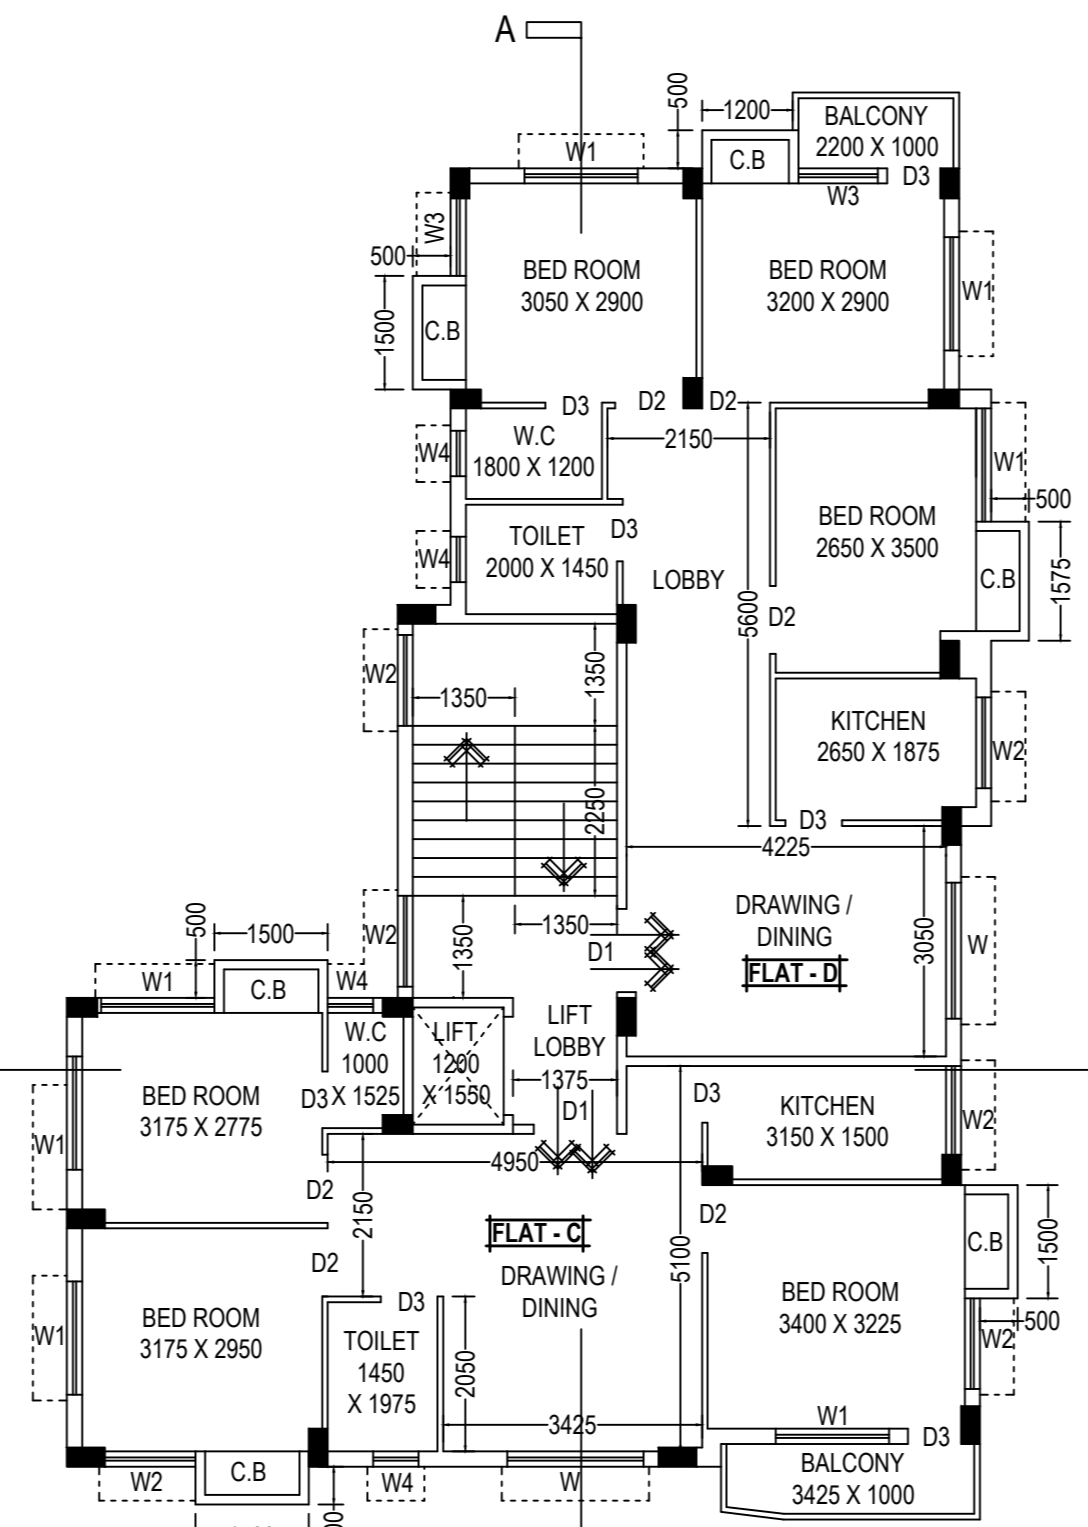 A
500
1200
BALCONY
2200 X 1000
W1
C.B
D3
W3
W3
500
BED ROOM
3050 X 2900
BED ROOM
3200 X 2900
W1
1500
C.B
D3
D2
D2
W.C
1800 X 1200
2150
W4
W1
500
BED ROOM
2650 X 3500
D3
TOILET
2000 X 1450
W4
LOBBY
C.B
1575
5600
D2
W2
1350
1350
KITCHEN
2650 X 1875
W2
2250
D3
4225
DRAWING /
DINING
FLAT - D
3050
W
500
1500
W2
1350
1350
D1
W1
C.B
W4
W.C
1000
X 1525
LIFT
1200
X 1550
LIFT
LOBBY
1375
D1
BED ROOM
3175 X 2775
D3
D3
KITCHEN
3150 X 1500
W2
W1
4950
D2
2150
D2
FLAT - C
5100
C.B
1500
D2
DRAWING /
DINING
BED ROOM
3400 X 3225
D3
BED ROOM
3175 X 2950
W1
TOILET
1450
X 1975
2050
W2
500
3425
W1
D3
C.B
W2
W4
W
BALCONY
3425 X 1000